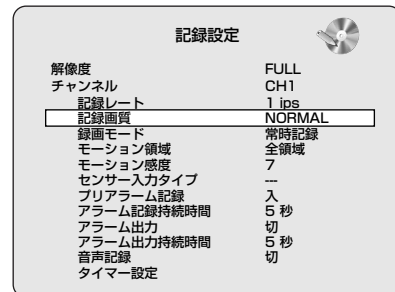 記録設定
解像度 FULL
チャンネル CH1
記録レート 1 ips
記録画質 NORMAL
録画モード 常時記録
モーション領域 全領域
モーション感度 7
センサー入力タイプ ---
プリアラーム記録 入
アラーム記録持続時間 5 秒
アラーム出力 切
アラーム出力持続時間 5 秒
音声記録 切
タイマー設定